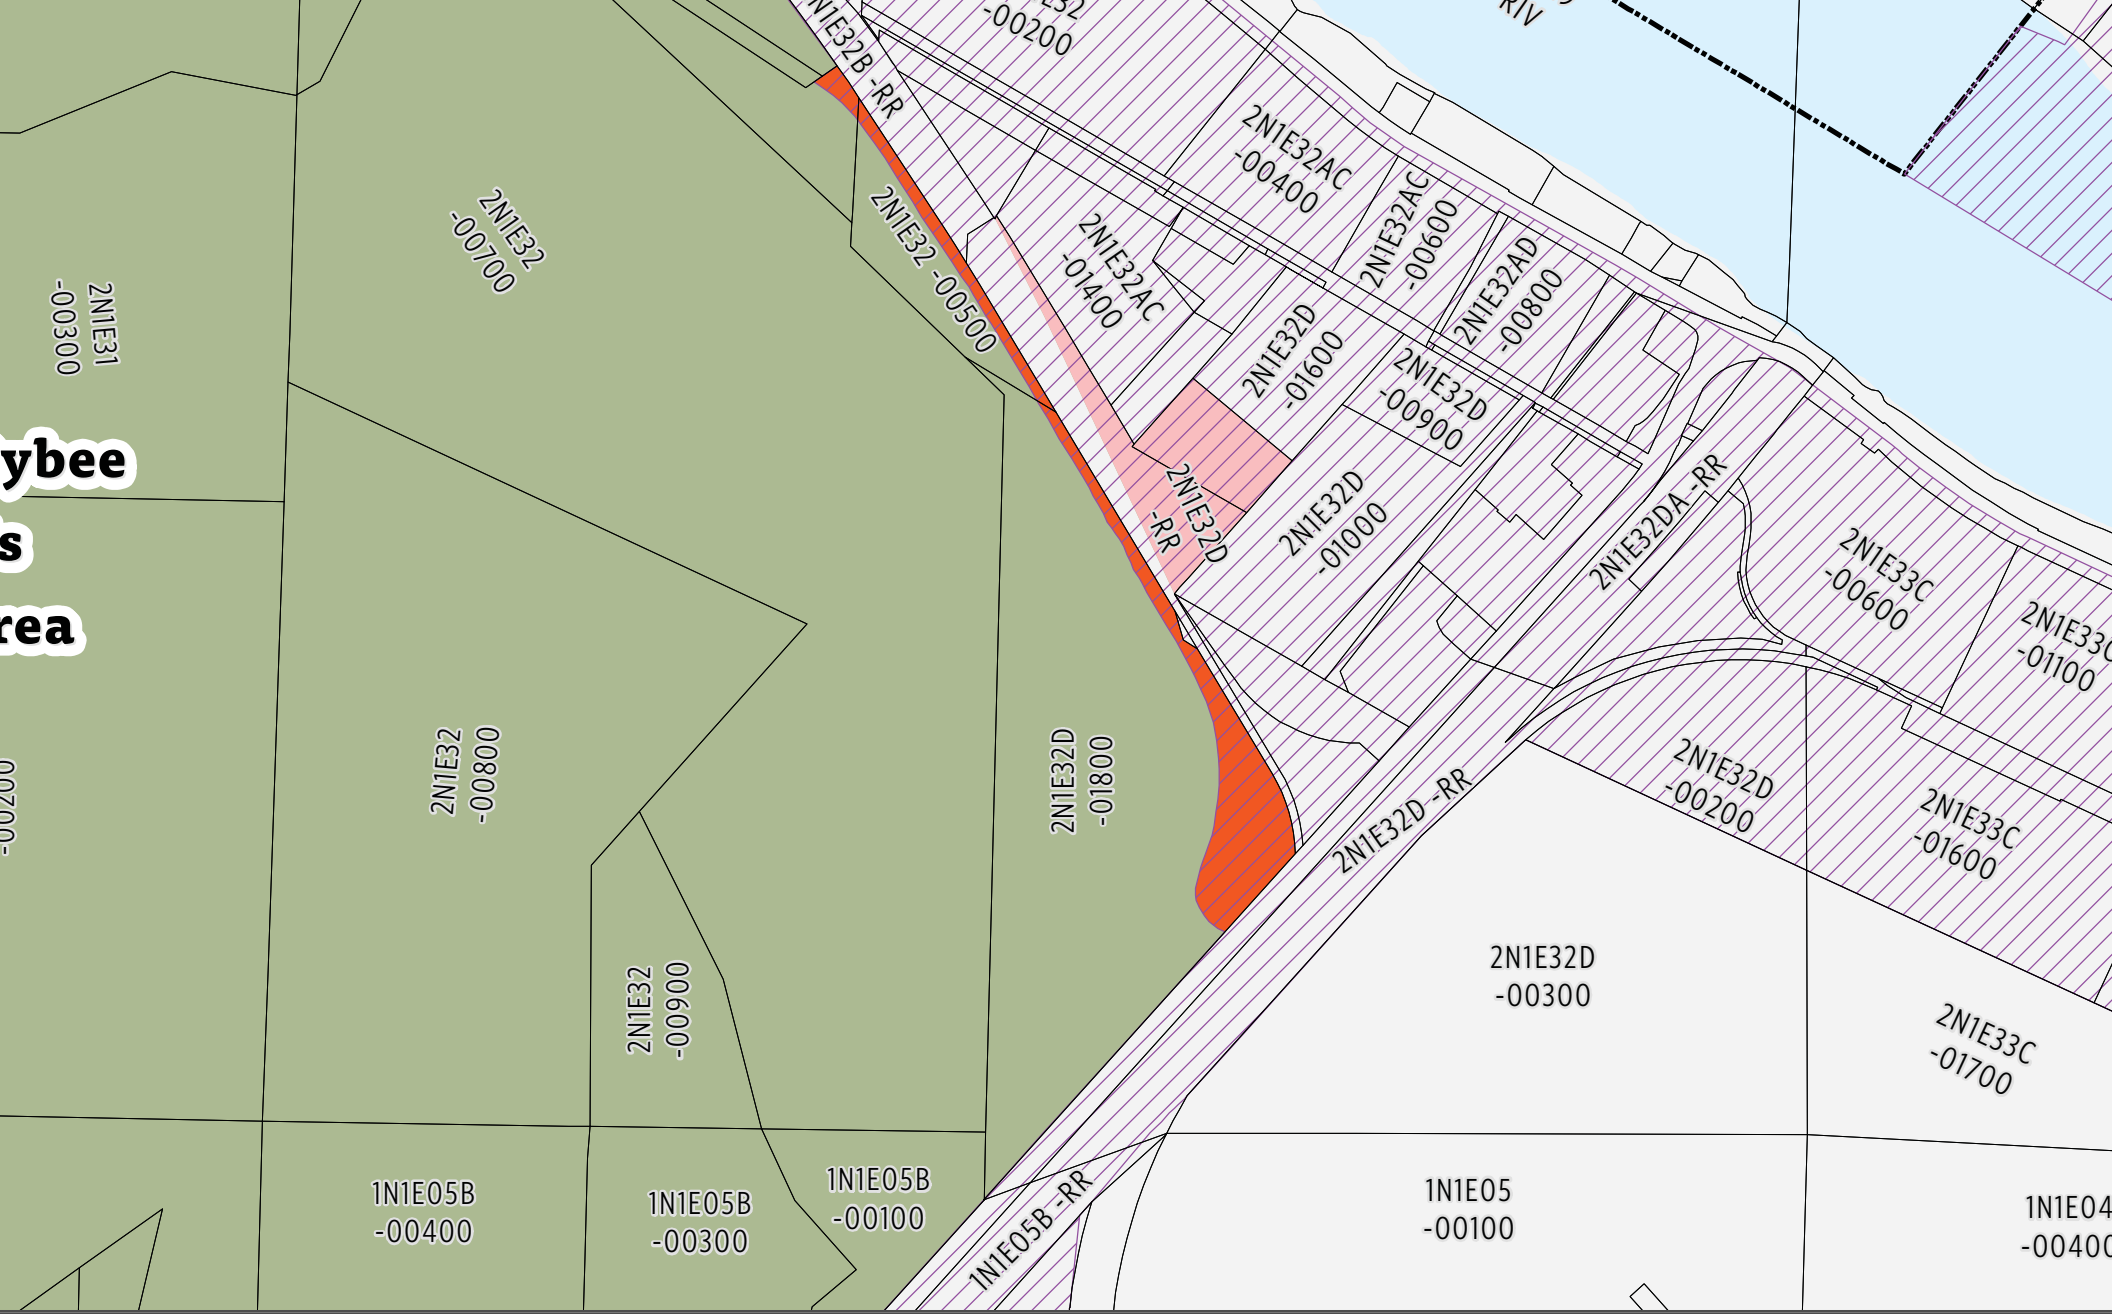 -00200
RIV
2N1E32B -RR
2N1E32AC
-00400
2N1E32AC
-00600
2N1E32AD
-00800
2N1E32
-00700
2N1E32 -00500
2N1E32AC
-01400
2N1E31
-00300
2N1E32D
-01600
2N1E32D
-00900
ybee
s
rea
2N1E32D
-RR
2N1E32D
-01000
2N1E32DA -RR
2N1E33C
-00600
2N1E33C
-01100
2N1E32
-00800
2N1E32D
-01800
-00200
2N1E32D -RR
2N1E32D
-00200
2N1E33C
-01600
2N1E32
-00900
2N1E32D
-00300
2N1E33C
-01700
1N1E05B
-00400
1N1E05B
-00300
1N1E05B
-00100
1N1E05B -RR
1N1E05
-00100
1N1E04
-00400